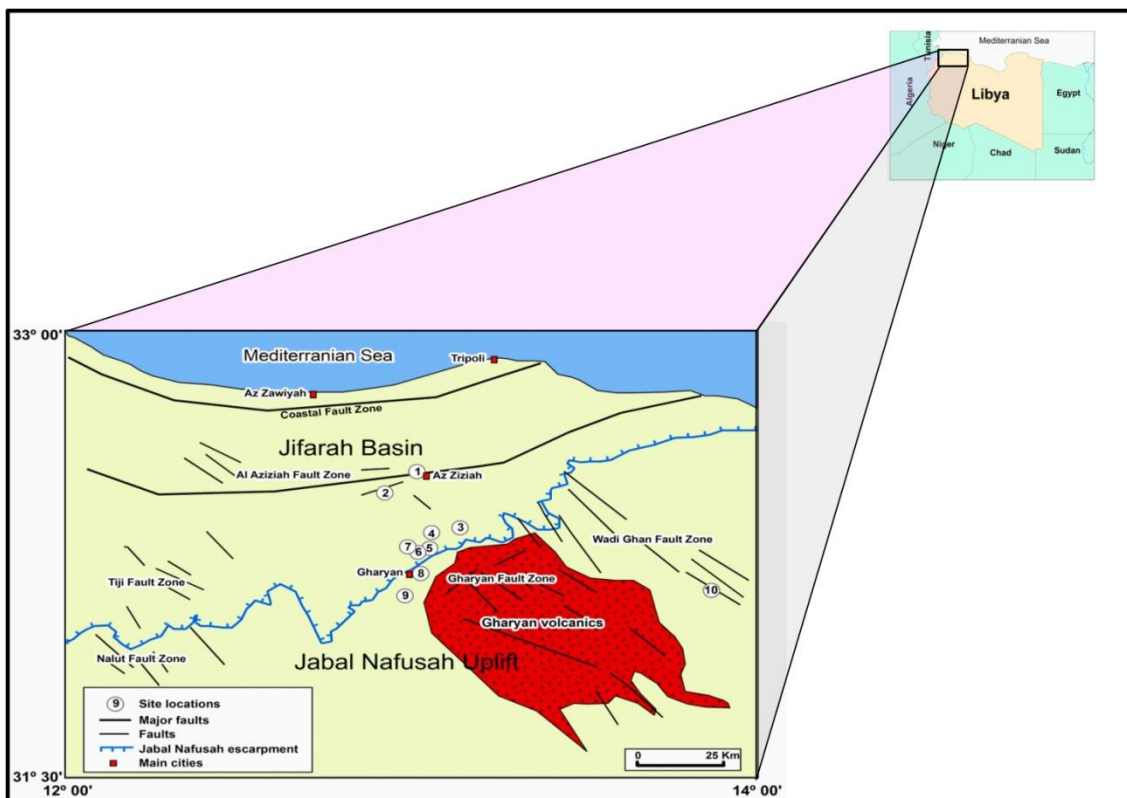 Mediterranean Sea
Tunisia
Algeria
Libya
Egypt
Niger
Chad
Sudan
33° 00'
Mediterranian Sea
Tripoli
Az Zawiyah
Coastal Fault Zone
Jifarah Basin
Al Aziziah Fault Zone
1
Az Ziziah
2
3
4
Wadi Ghan Fault Zone
7
6
5
Gharyan
8
Gharyan Fault Zone
Tiji Fault Zone
9
10
Gharyan volcanics
Nalut Fault Zone
Jabal Nafusah Uplift
9 Site locations
Major faults
Faults
Jabal Nafusah escarpment
Main cities
0 25 Km
31° 30'
12° 00'
14° 00'